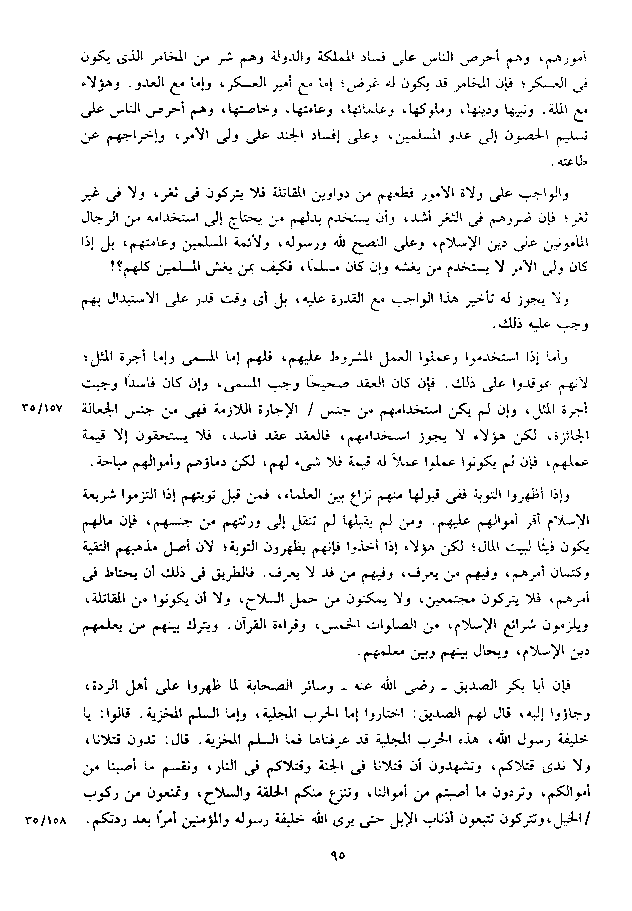 أمورهم، وهم أحرص الناس على فساد المملكة والدولة وهم شر من المخامر الذى يكون
فى العسكر؛ فإن المخامر قد يكون له غرض؛ إما مع أمير العسكر، وإما مع العدو. وهؤلاء
مع الملة. ونبيها ودينها، وملوكها، وعلمائها، وعامتها، وخاصتها، وهم أحرص الناس على
تسليم الحصون إلى عدو المسلمين، وعلى إفساد الجند على ولى الأمر، وإخراجهم عن
طاعته.
والواجب على ولاة الأمور قطعهم من دواوين المقاتلة فلا يتركون فى ثغر، ولا فى غير
ثغر؛ فإن ضررهم فى الثغر أشد، وأن يستخدم بدلهم من يحتاج إلى استخدامه من الرجال
المأمونين على دين الإسلام، وعلى النصح لله ورسوله، ولأئمة المسلمين وعامتهم، بل إذا
كان ولى الأمر لا يستخدم من يغشه وإن كان مسلمًا، فكيف بمن يغش المسلمين كلهم؟!
ولا يجوز له تأخير هذا الواجب مع القدرة عليه، بل أى وقت قدر على الاستبدال بهم
وجب عليه ذلك.
وأما إذا استخدموا وعملوا العمل المشروط عليهم، فلهم إما المسمى وإما أجرة المثل؛
لأنهم عوقدوا على ذلك. فإن كان العقد صحيحًا وجب المسمى، وإن كان فاسدًا وجبت
أجرة المثل، وإن لم يكن استخدامهم من جنس / الإجارة اللازمة فهى من جنس الجعالة ٣٥/١٥٧
الجائزة، لكن هؤلاء لا يجوز استخدامهم، فالعقد عقد فاسد، فلا يستحقون إلا قيمة
عملهم، فإن لم يكونوا عملوا عملاً له قيمة فلا شىء لهم، لكن دماؤهم وأموالهم مباحة.
وإذا أظهروا التوبة ففى قبولها منهم نزاع بين العلماء، فمن قبل توبتهم إذا التزموا شريعة
الإسلام أقر أموالهم عليهم. ومن لم يقبلها لم تنقل إلى ورثتهم من جنسهم، فإن مالهم
يكون فيئًا لبيت المال؛ لكن هؤلاء إذا أخذوا فإنهم يظهرون التوبة؛ لأن أصل مذهبهم التقية
وكتمان أمرهم، وفيهم من يعرف، وفيهم من قد لا يعرف. فالطريق فى ذلك أن يحتاط فى
أمرهم، فلا يتركون مجتمعين، ولا يمكنون من حمل السلاح، ولا أن يكونوا من المقاتلة،
ويلزمون شرائع الإسلام، من الصلوات الخمس، وقراءة القرآن. ويترك بينهم من يعلمهم
دين الإسلام، ويحال بينهم وبين معلمهم.
فإن أبا بكر الصديق ـ رضى الله عنه ـ وسائر الصحابة لما ظهروا على أهل الردة،
وجاؤوا إليه، قال لهم الصديق: اختاروا إما الحرب المجلية، وإما السلم المخزية. قالوا: يا
خليفة رسول الله، هذه الحرب المجلية قد عرفناها فما السلم المخزية. قال: تدون قتلانا،
ولا ندى قتلاكم، وتشهدون أن قتلانا فى الجنة وقتلاكم فى النار، ونقسم ما أصبنا من
أموالكم، وتردون ما أصبتم من أموالنا، وتنزع منكم الحلقة والسلاح، وتمنعون من ركوب
/ الخيل، وتتركون تتبعون أذناب الإبل حتى يرى الله خليفة رسوله والمؤمنين أمرًا بعد ردتكم. ٣٥/١٥٨
٩٥